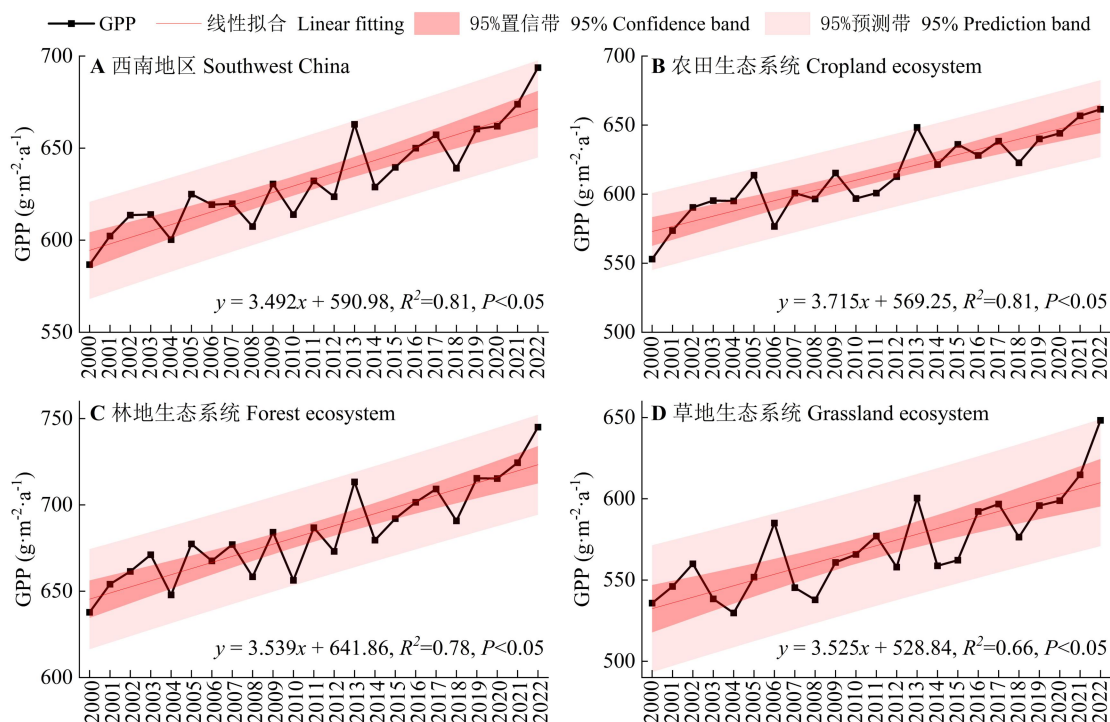 GPP 线性拟合 Linear fitting 95%置信带 95% Confidence band 95%预测带 95% Prediction band
A 西南地区 Southwest China
GPP (g·m-2·a-1)
700
650
600
550
y = 3.492x + 590.98, R2=0.81, P<0.05
2000 2001 2002 2003 2004 2005 2006 2007 2008 2009 2010 2011 2012 2013 2014 2015 2016 2017 2018 2019 2020 2021 2022
B 农田生态系统 Cropland ecosystem
GPP (g·m-2·a-1)
700
650
600
550
500
y = 3.715x + 569.25, R2=0.81, P<0.05
2000 2001 2002 2003 2004 2005 2006 2007 2008 2009 2010 2011 2012 2013 2014 2015 2016 2017 2018 2019 2020 2021 2022
C 林地生态系统 Forest ecosystem
GPP (g·m-2·a-1)
750
700
650
600
y = 3.539x + 641.86, R2=0.78, P<0.05
2000 2001 2002 2003 2004 2005 2006 2007 2008 2009 2010 2011 2012 2013 2014 2015 2016 2017 2018 2019 2020 2021 2022
D 草地生态系统 Grassland ecosystem
GPP (g·m-2·a-1)
650
600
550
500
y = 3.525x + 528.84, R2=0.66, P<0.05
2000 2001 2002 2003 2004 2005 2006 2007 2008 2009 2010 2011 2012 2013 2014 2015 2016 2017 2018 2019 2020 2021 2022